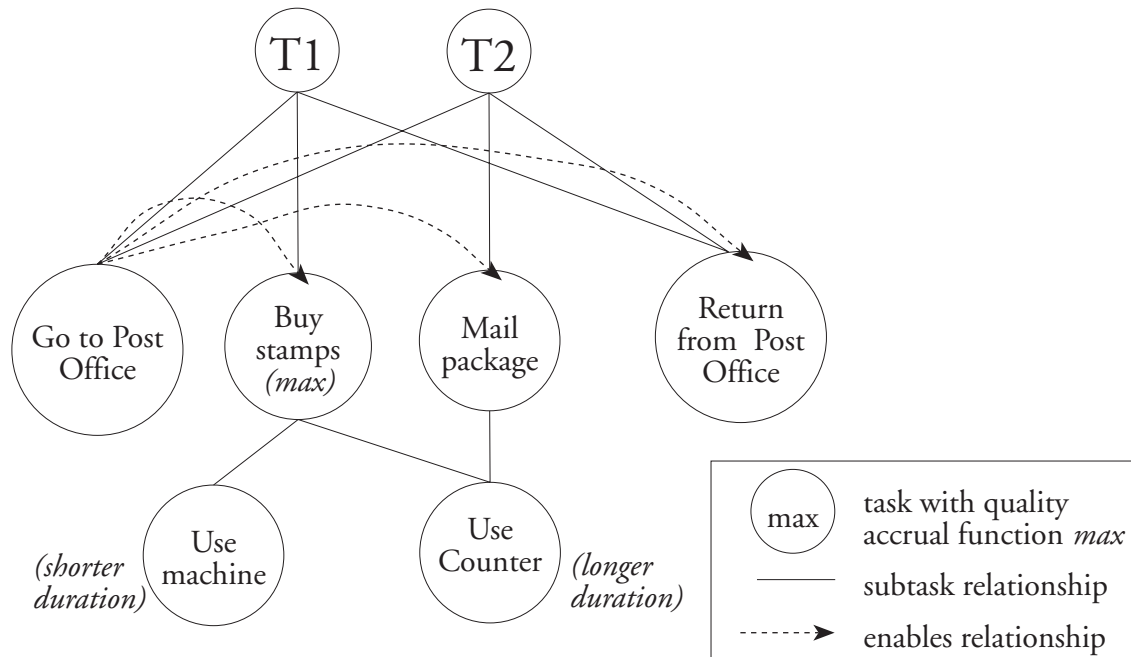 T1
T2
Go to Post
Office
Buy
stamps
(max)
Mail
package
Return
from Post
Office
(shorter
duration)
Use
machine
Use
Counter
(longer
duration)
max
task with quality
accrual function max
subtask relationship
enables relationship